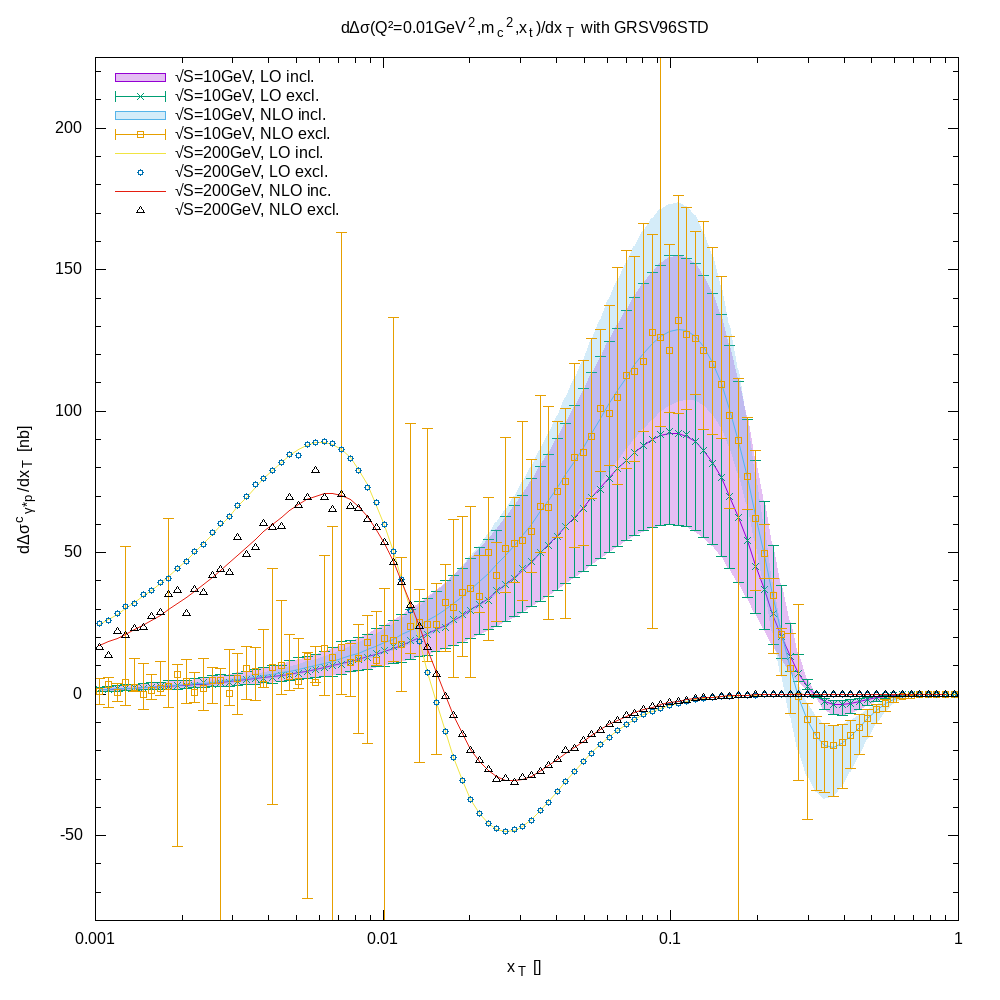 dΔσ(Q²=0.01GeV²,m_c²,x_t)/dx_T with GRSV96STD
√S=10GeV, LO incl.
√S=10GeV, LO excl.
√S=10GeV, NLO incl.
√S=10GeV, NLO excl.
√S=200GeV, LO incl.
√S=200GeV, LO excl.
√S=200GeV, NLO inc.
√S=200GeV, NLO excl.
200
150
100
50
0
-50
dΔσ^c_γ*p/dx_T [nb]
0.001 0.01 0.1 1
x_T []